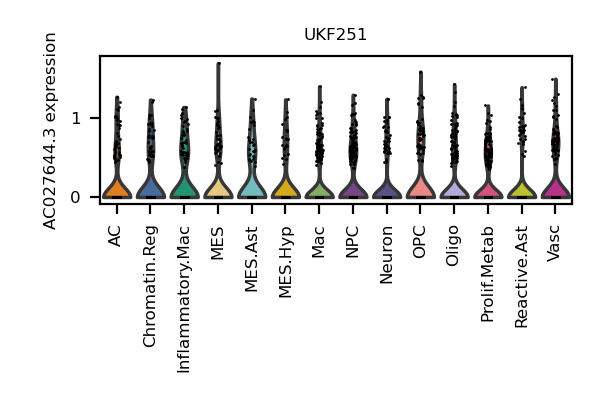 UKF251
AC027644.3 expression
1
0
AC
Chromatin.Reg
Inflammatory.Mac
MES
MES.Ast
MES.Hyp
Mac
NPC
Neuron
OPC
Oligo
Prolif.Metab
Reactive.Ast
Vasc